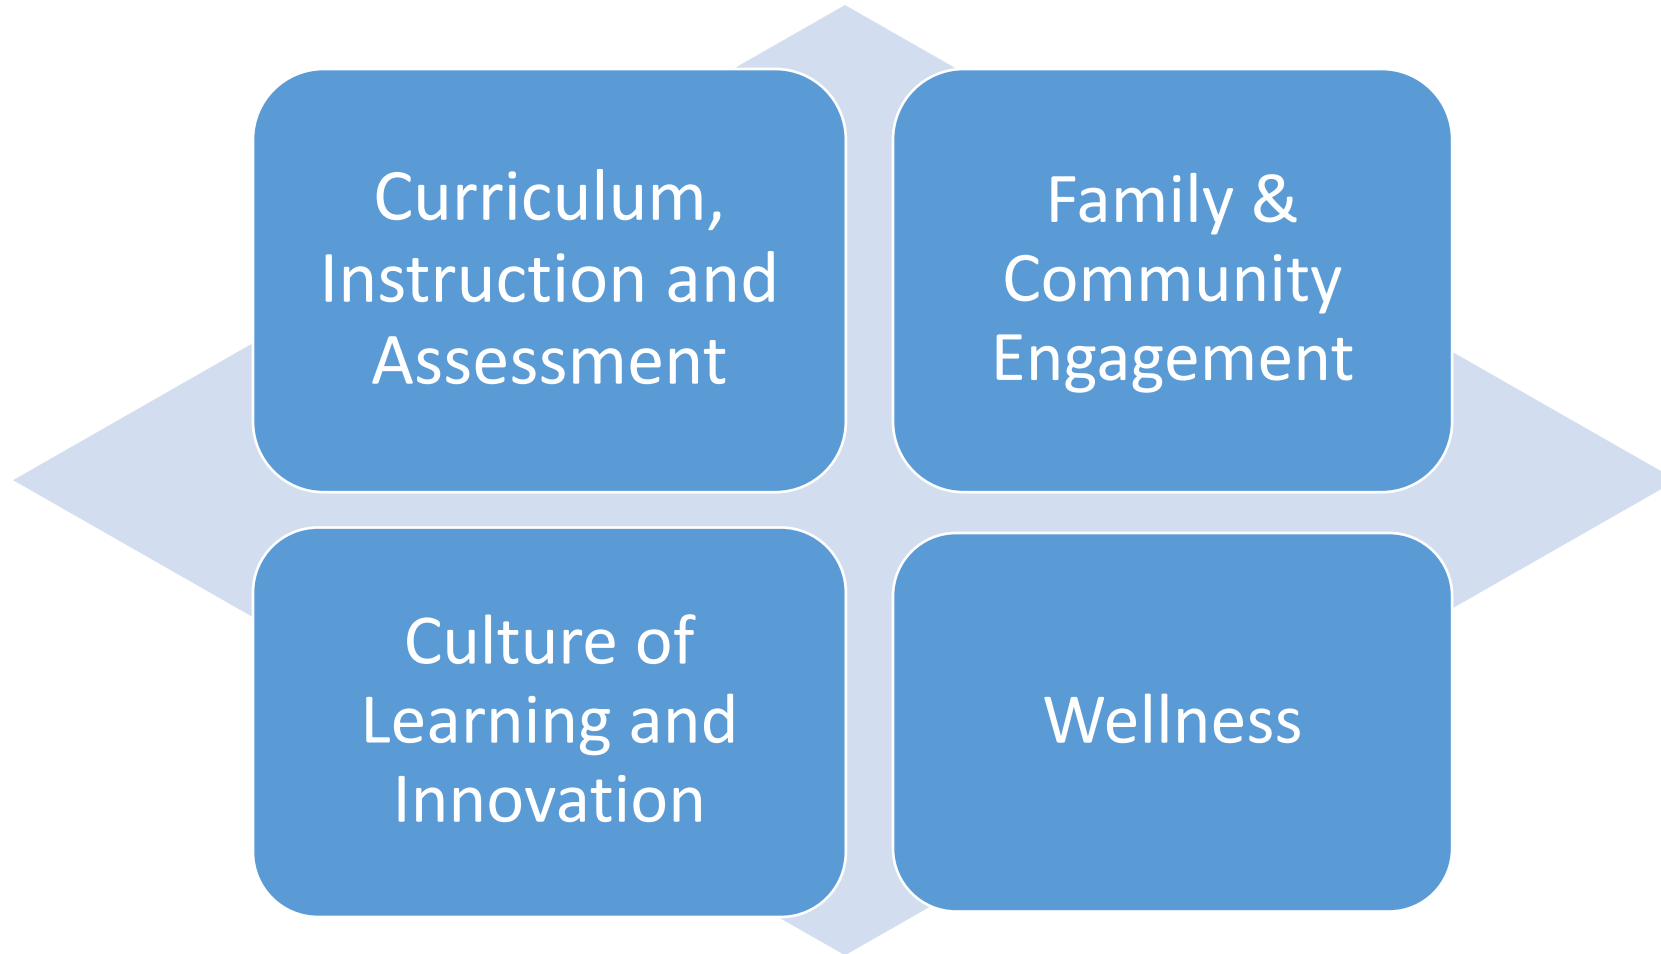 Curriculum,
Instruction and
Assessment
Family &
Community
Engagement
Culture of
Learning and
Innovation
Wellness